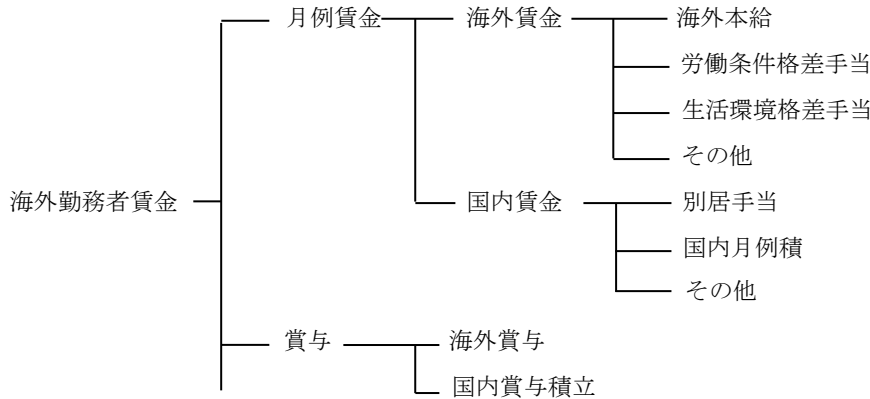 月例賃金 海外賃金 海外本給
労働条件格差手当
生活環境格差手当
その他
海外勤務者賃金 国内賃金 別居手当
国内月例積
その他
賞与 海外賞与
国内賞与積立